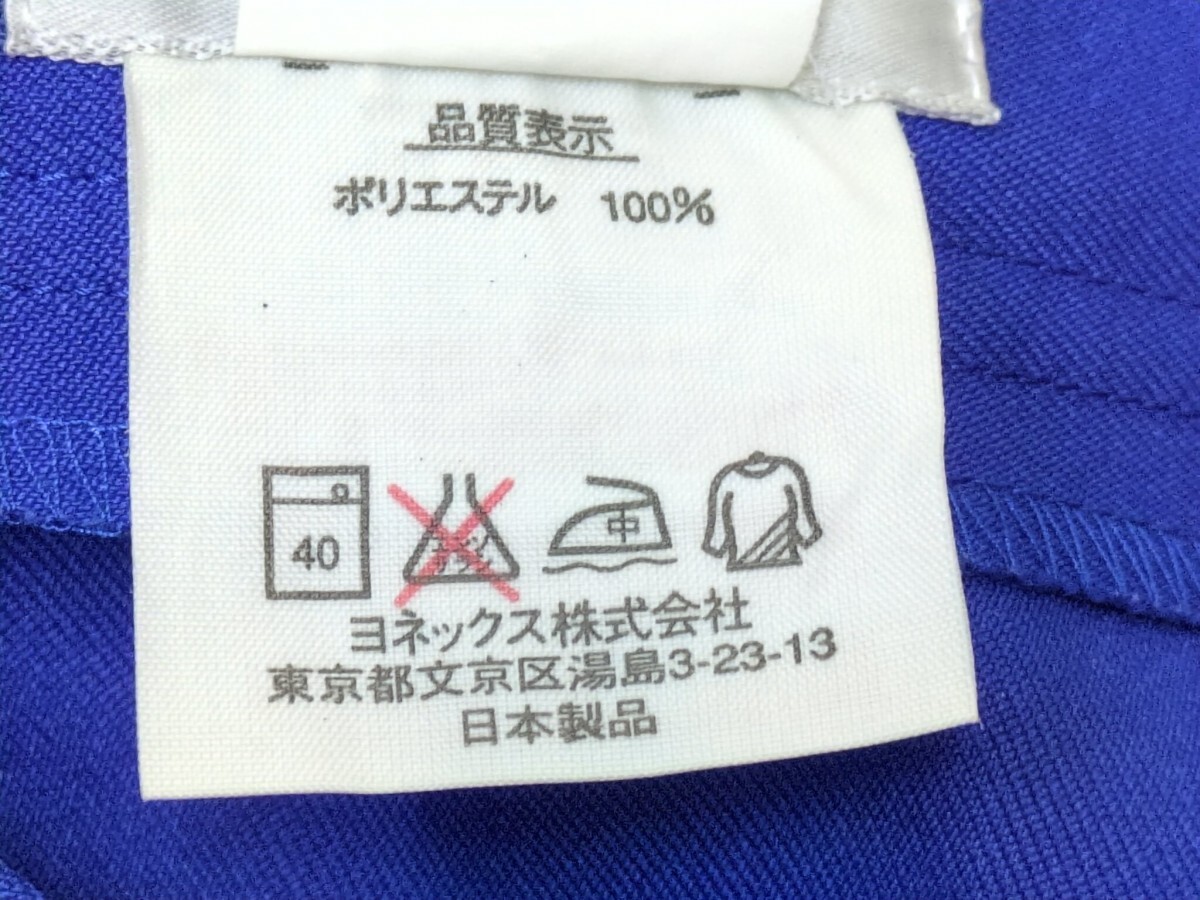 品質表示
ポリエステル 100%
40 中
ヨネックス株式会社
東京都文京区湯島3-23-13
日本製品